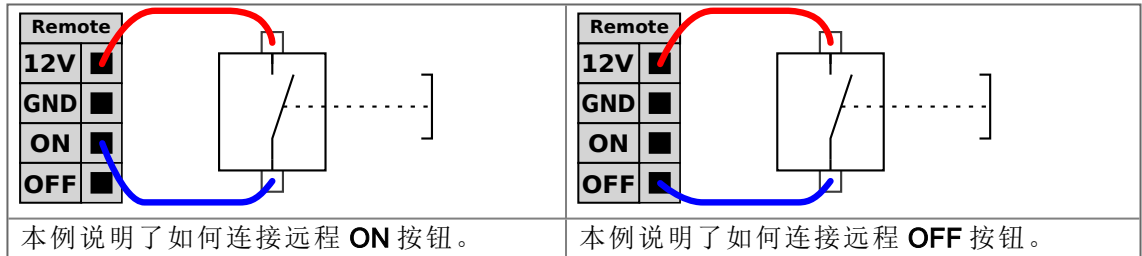 Remote
12V
GND
ON
OFF
本例说明了如何连接远程 ON 按钮。
Remote
12V
GND
ON
OFF
本例说明了如何连接远程 OFF 按钮。